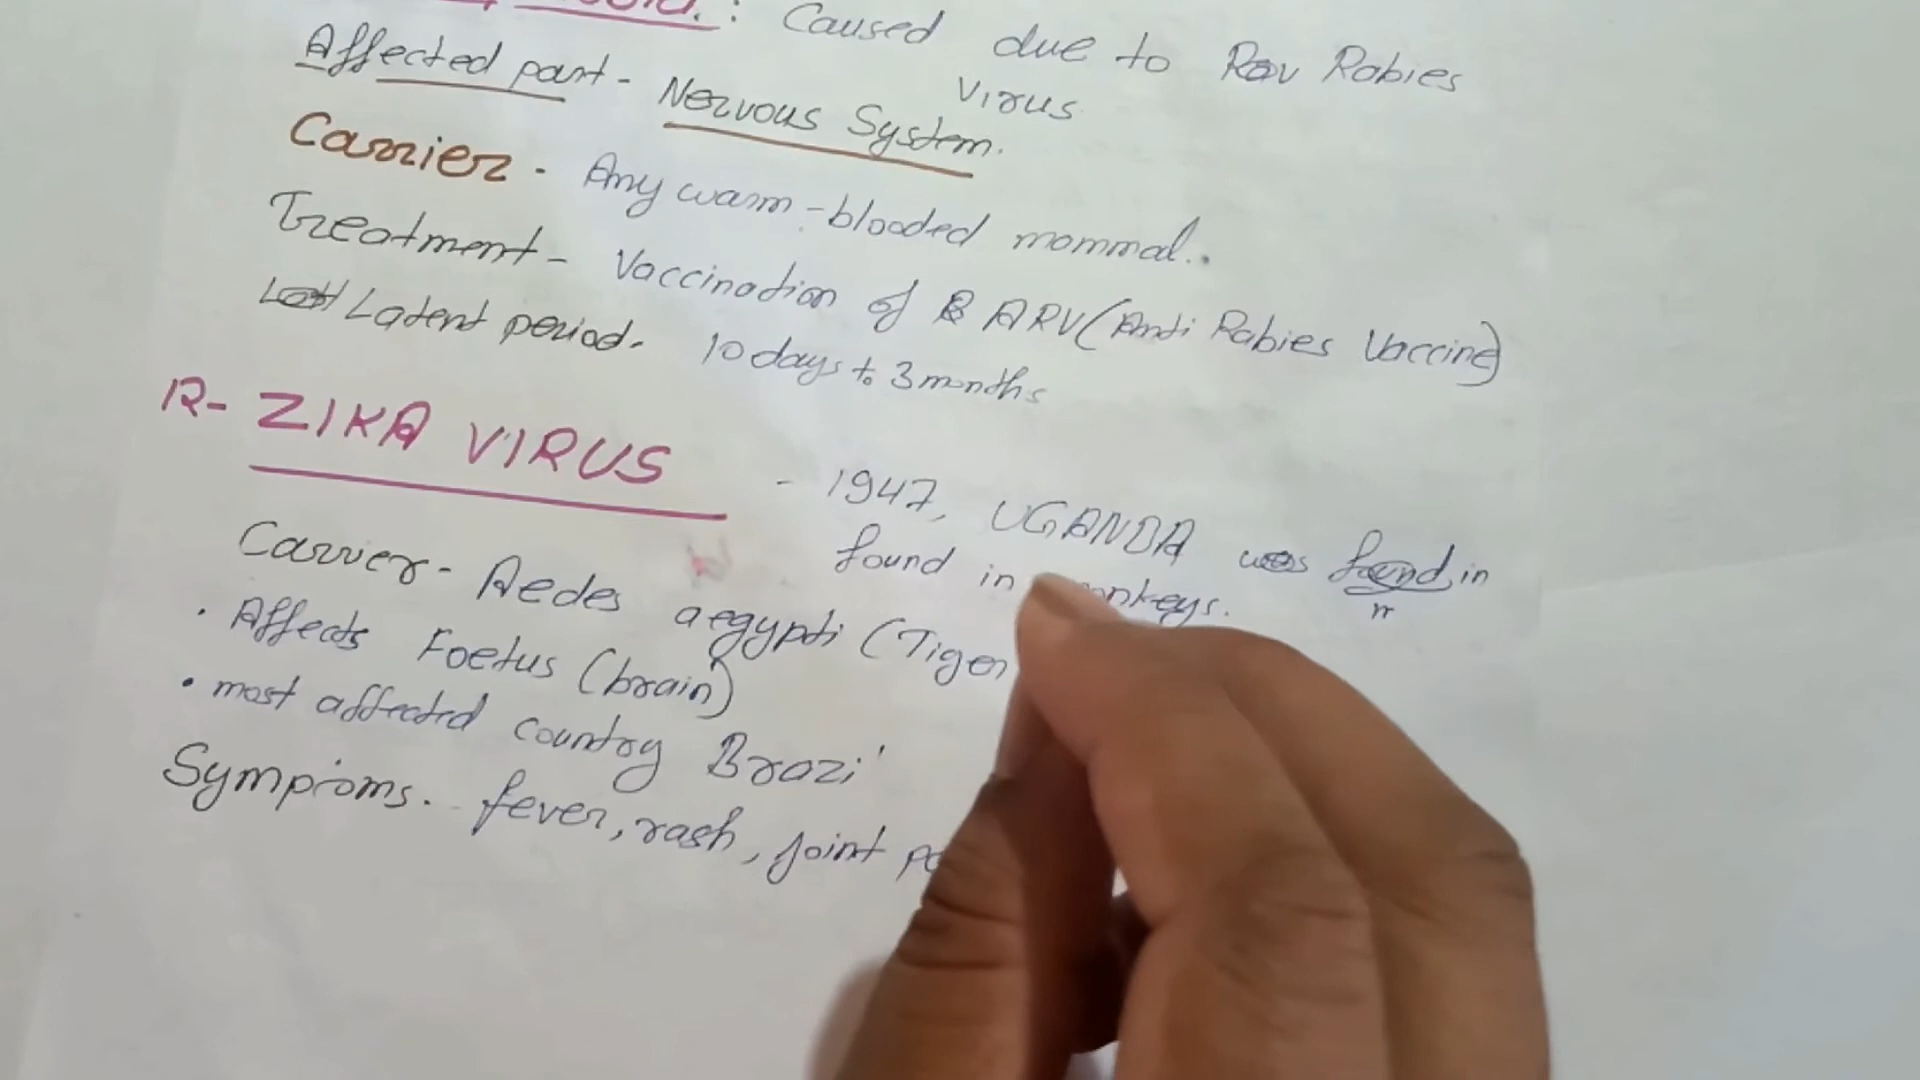 : Caused due to Rabies
Virus
Affected part - Nervous System.
Carrier - Any warm-blooded mammal..
Treatment - Vaccination of ARV (Anti Rabies Vaccine)
Latent period. 10 days to 3 months
12- ZIKA VIRUS - 1947, UGANDA was found in
found in
Carrier - Aedes aegypti (Tiger
• Affects Foetus (brain)
• most affected country
Symptoms. - fever, rash, joint